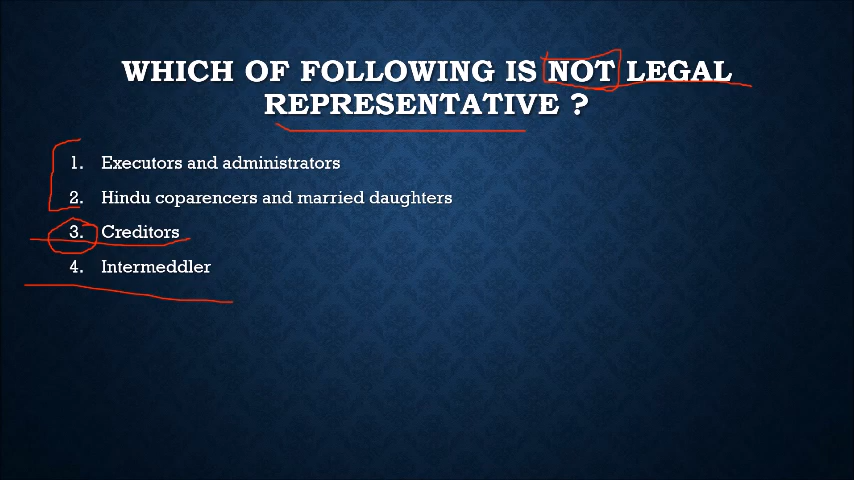 WHICH OF FOLLOWING IS NOT LEGAL
REPRESENTATIVE ?
1. Executors and administrators
2. Hindu coparencers and married daughters
3. Creditors
4. Intermeddler